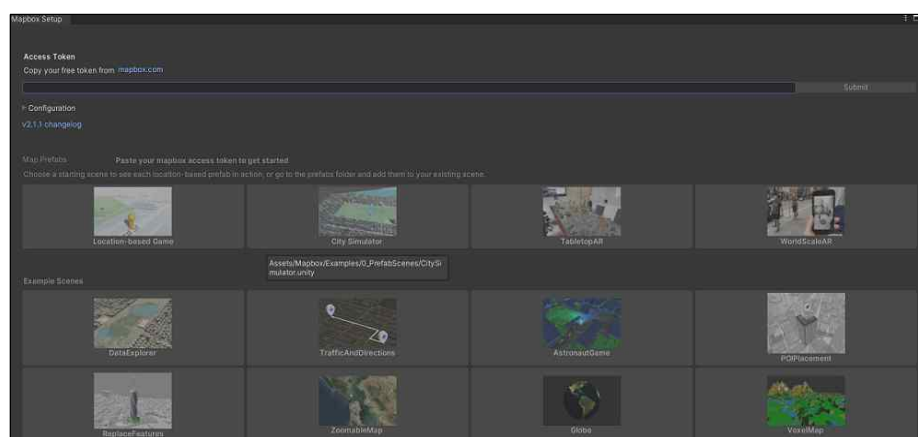 Mapbox Setup
Access Token
Copy your free token from mapbox.com
Submit
Configuration
v2.1.1 changelog
Map Prefabs Paste your mapbox access token to get started.
Choose a starting scene to see each location-based prefab in action, or go to the prefabs folder and add them to your existing scene.
Location-based Game City Simulator TabletopAR WorldScaleAR
Assets/Mapbox/Examples/0_PrefabScenes/CitySi
mulator.unity
Example Scenes
DataExplorer TrafficAndDirections AstronautGame POIPlacement
ReplaceFeatures ZoomableMap Globe VoxelMap